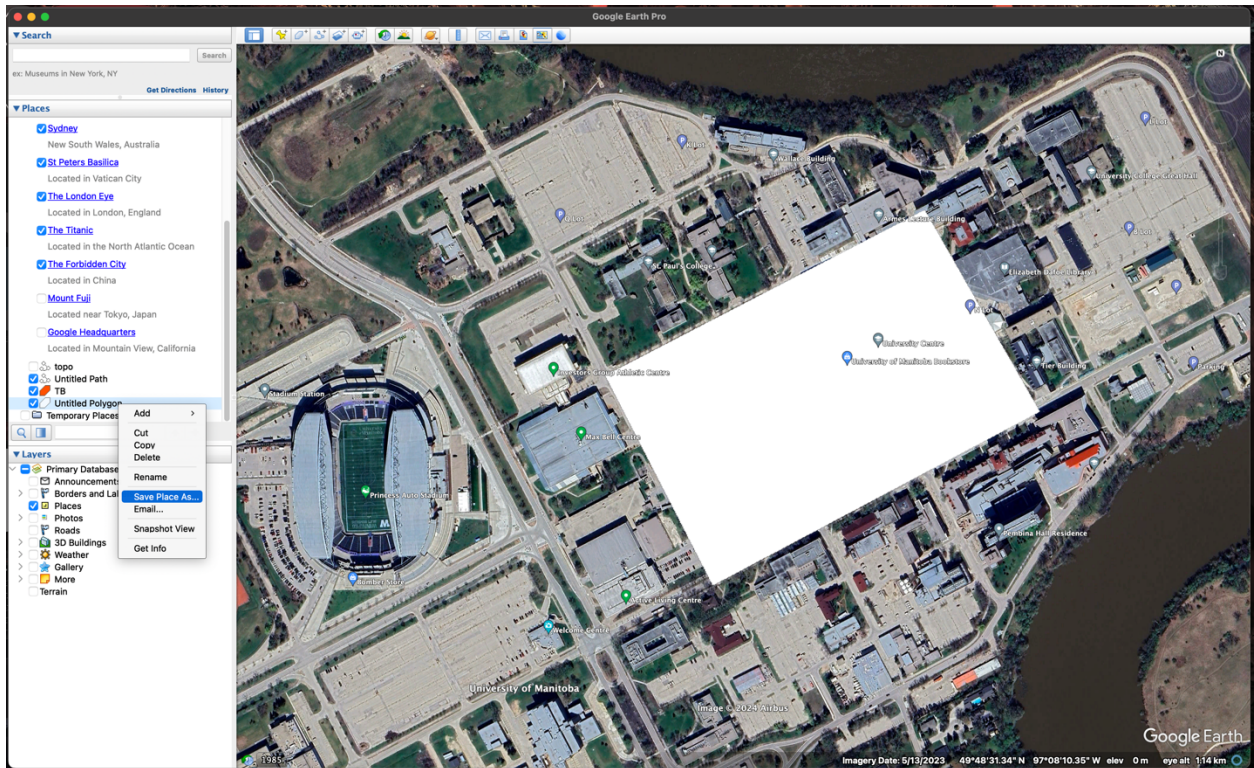 Google Earth Pro
Search
Search
ex: Museums in New York, NY
Get Directions History
Places
Sydney
New South Wales, Australia
St Peters Basilica
Located in Vatican City
The London Eye
Located in London, England
The Titanic
Located in the North Atlantic Ocean
The Forbidden City
Located in China
Mount Fuji
Located near Tokyo, Japan
Google Headquarters
Located in Mountain View, California
topo
Untitled Path
TB
Untitled Polygon
Temporary Places
Add
Cut
Copy
Delete
Rename
Save Place As...
Email...
Snapshot View
Get Info
Layers
Primary Database
Announcements
Borders and La
Places
Photos
Roads
3D Buildings
Weather
Gallery
More
Terrain
N
K Lot
Wallace Building
University College Great Hall
Q Lot
Armes Lecture Building
St. Paul's College
Elizabeth Dafoe Library
N Lot
University Centre
University of Manitoba Bookstore
Tier Building
Parking
Investors Group Athletic Centre
Stadium Station
Max Bell Centre
Princess Auto Stadium
Pembina Hall Residence
Bomber Store
Active Living Centre
Welcome Centre
University of Manitoba
Image © 2024 Airbus
Google Earth
1985
Imagery Date: 5/13/2023 49°48'31.34" N 97°08'10.35" W elev 0 m eye alt 1.14 km